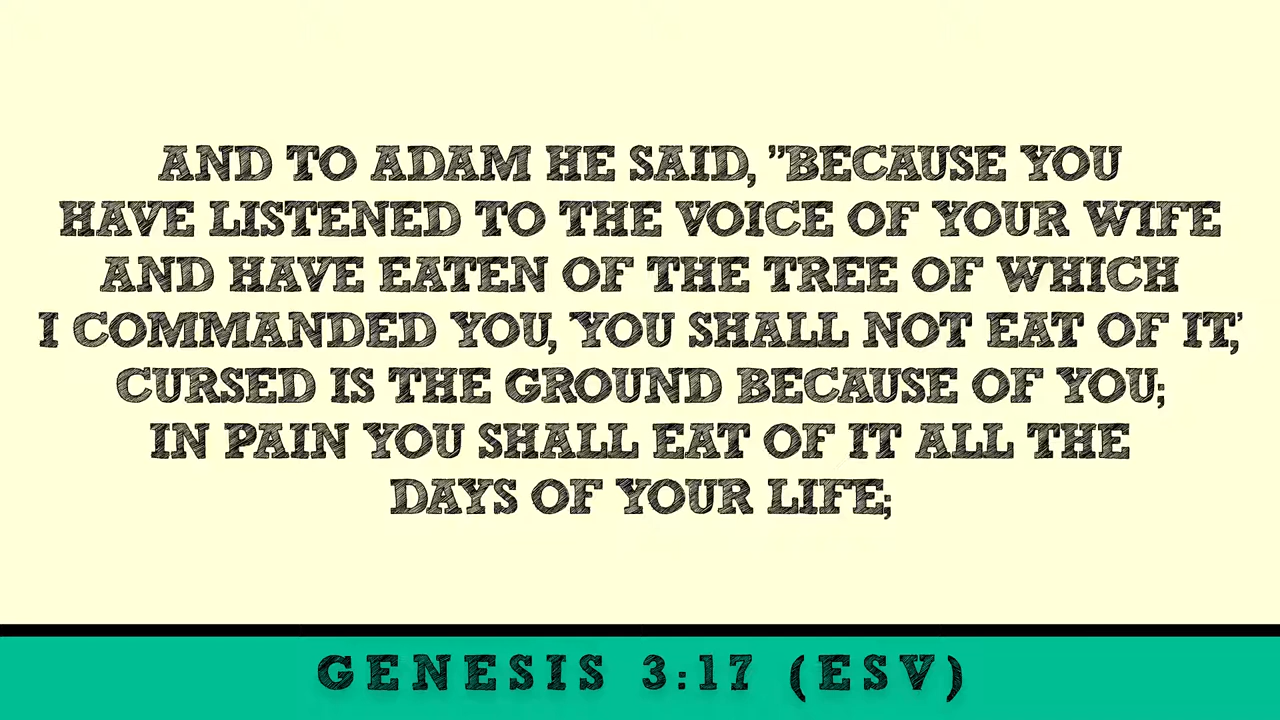 AND TO ADAM HE SAID, ”BECAUSE YOU
HAVE LISTENED TO THE VOICE OF YOUR WIFE
AND HAVE EATEN OF THE TREE OF WHICH
I COMMANDED YOU, ’YOU SHALL NOT EAT OF IT,’
CURSED IS THE GROUND BECAUSE OF YOU;
IN PAIN YOU SHALL EAT OF IT ALL THE
DAYS OF YOUR LIFE;
GENESIS 3:17 (ESV)